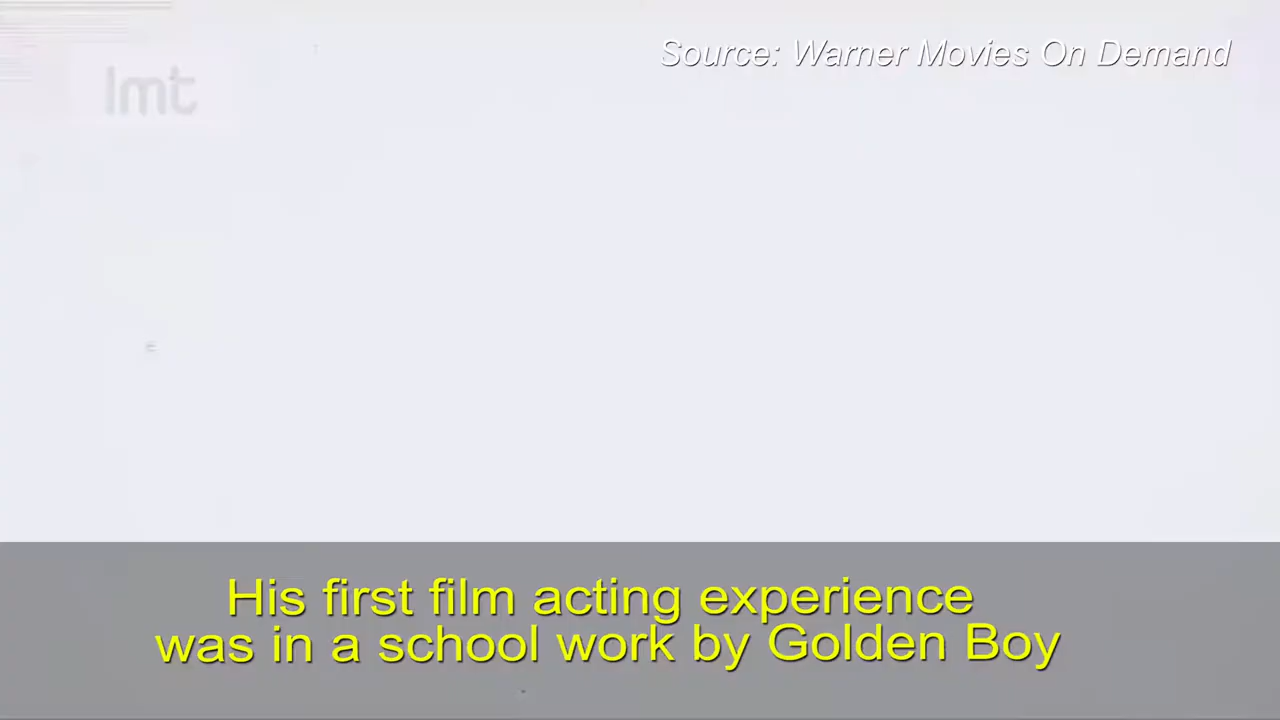 Source: Warner Movies On Demand
lmt
His first film acting experience
was in a school work by Golden Boy